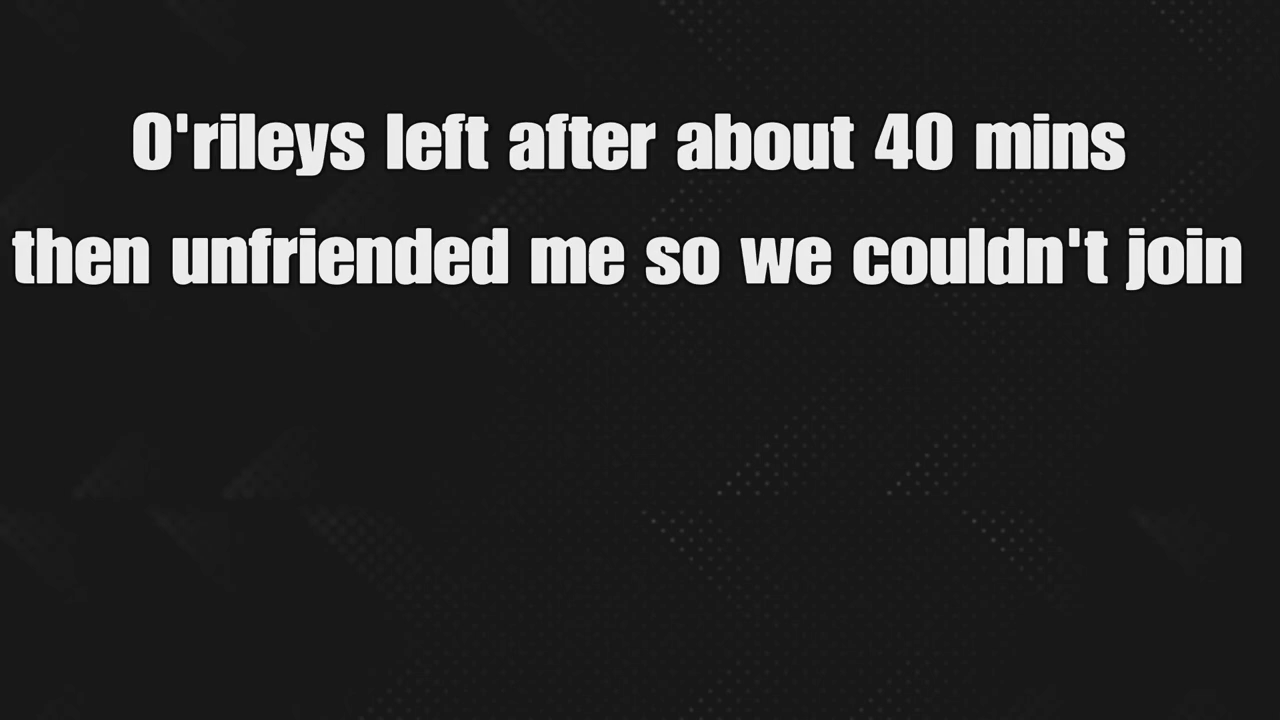 O'rileys left after about 40 mins
then unfriended me so we couldn't join